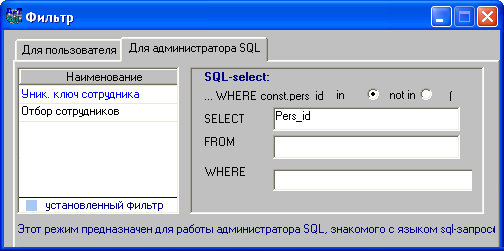 Фильтр
Для пользователя
Для администратора SQL
Наименование
Уник. ключ сотрудника
Отбор сотрудников
установленный фильтр
SQL-select:
... WHERE const.pers_id in not in (
SELECT Pers_id
FROM
WHERE
Этот режим предназначен для работы администратора SQL, знакомого с языком sql-запрос